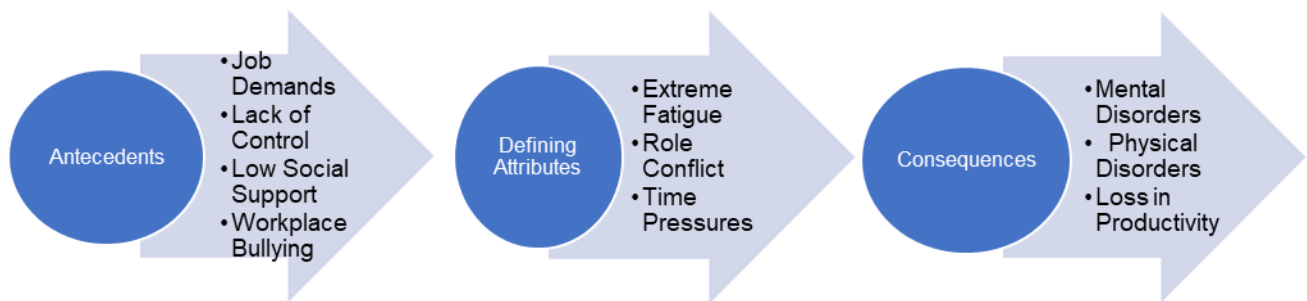 Antecedents
•Job
Demands
•Lack of
Control
•Low Social
Support
•Workplace
Bullying
Defining
Attributes
•Extreme
Fatigue
•Role
Conflict
•Time
Pressures
Consequences
•Mental
Disorders
• Physical
Disorders
•Loss in
Productivity